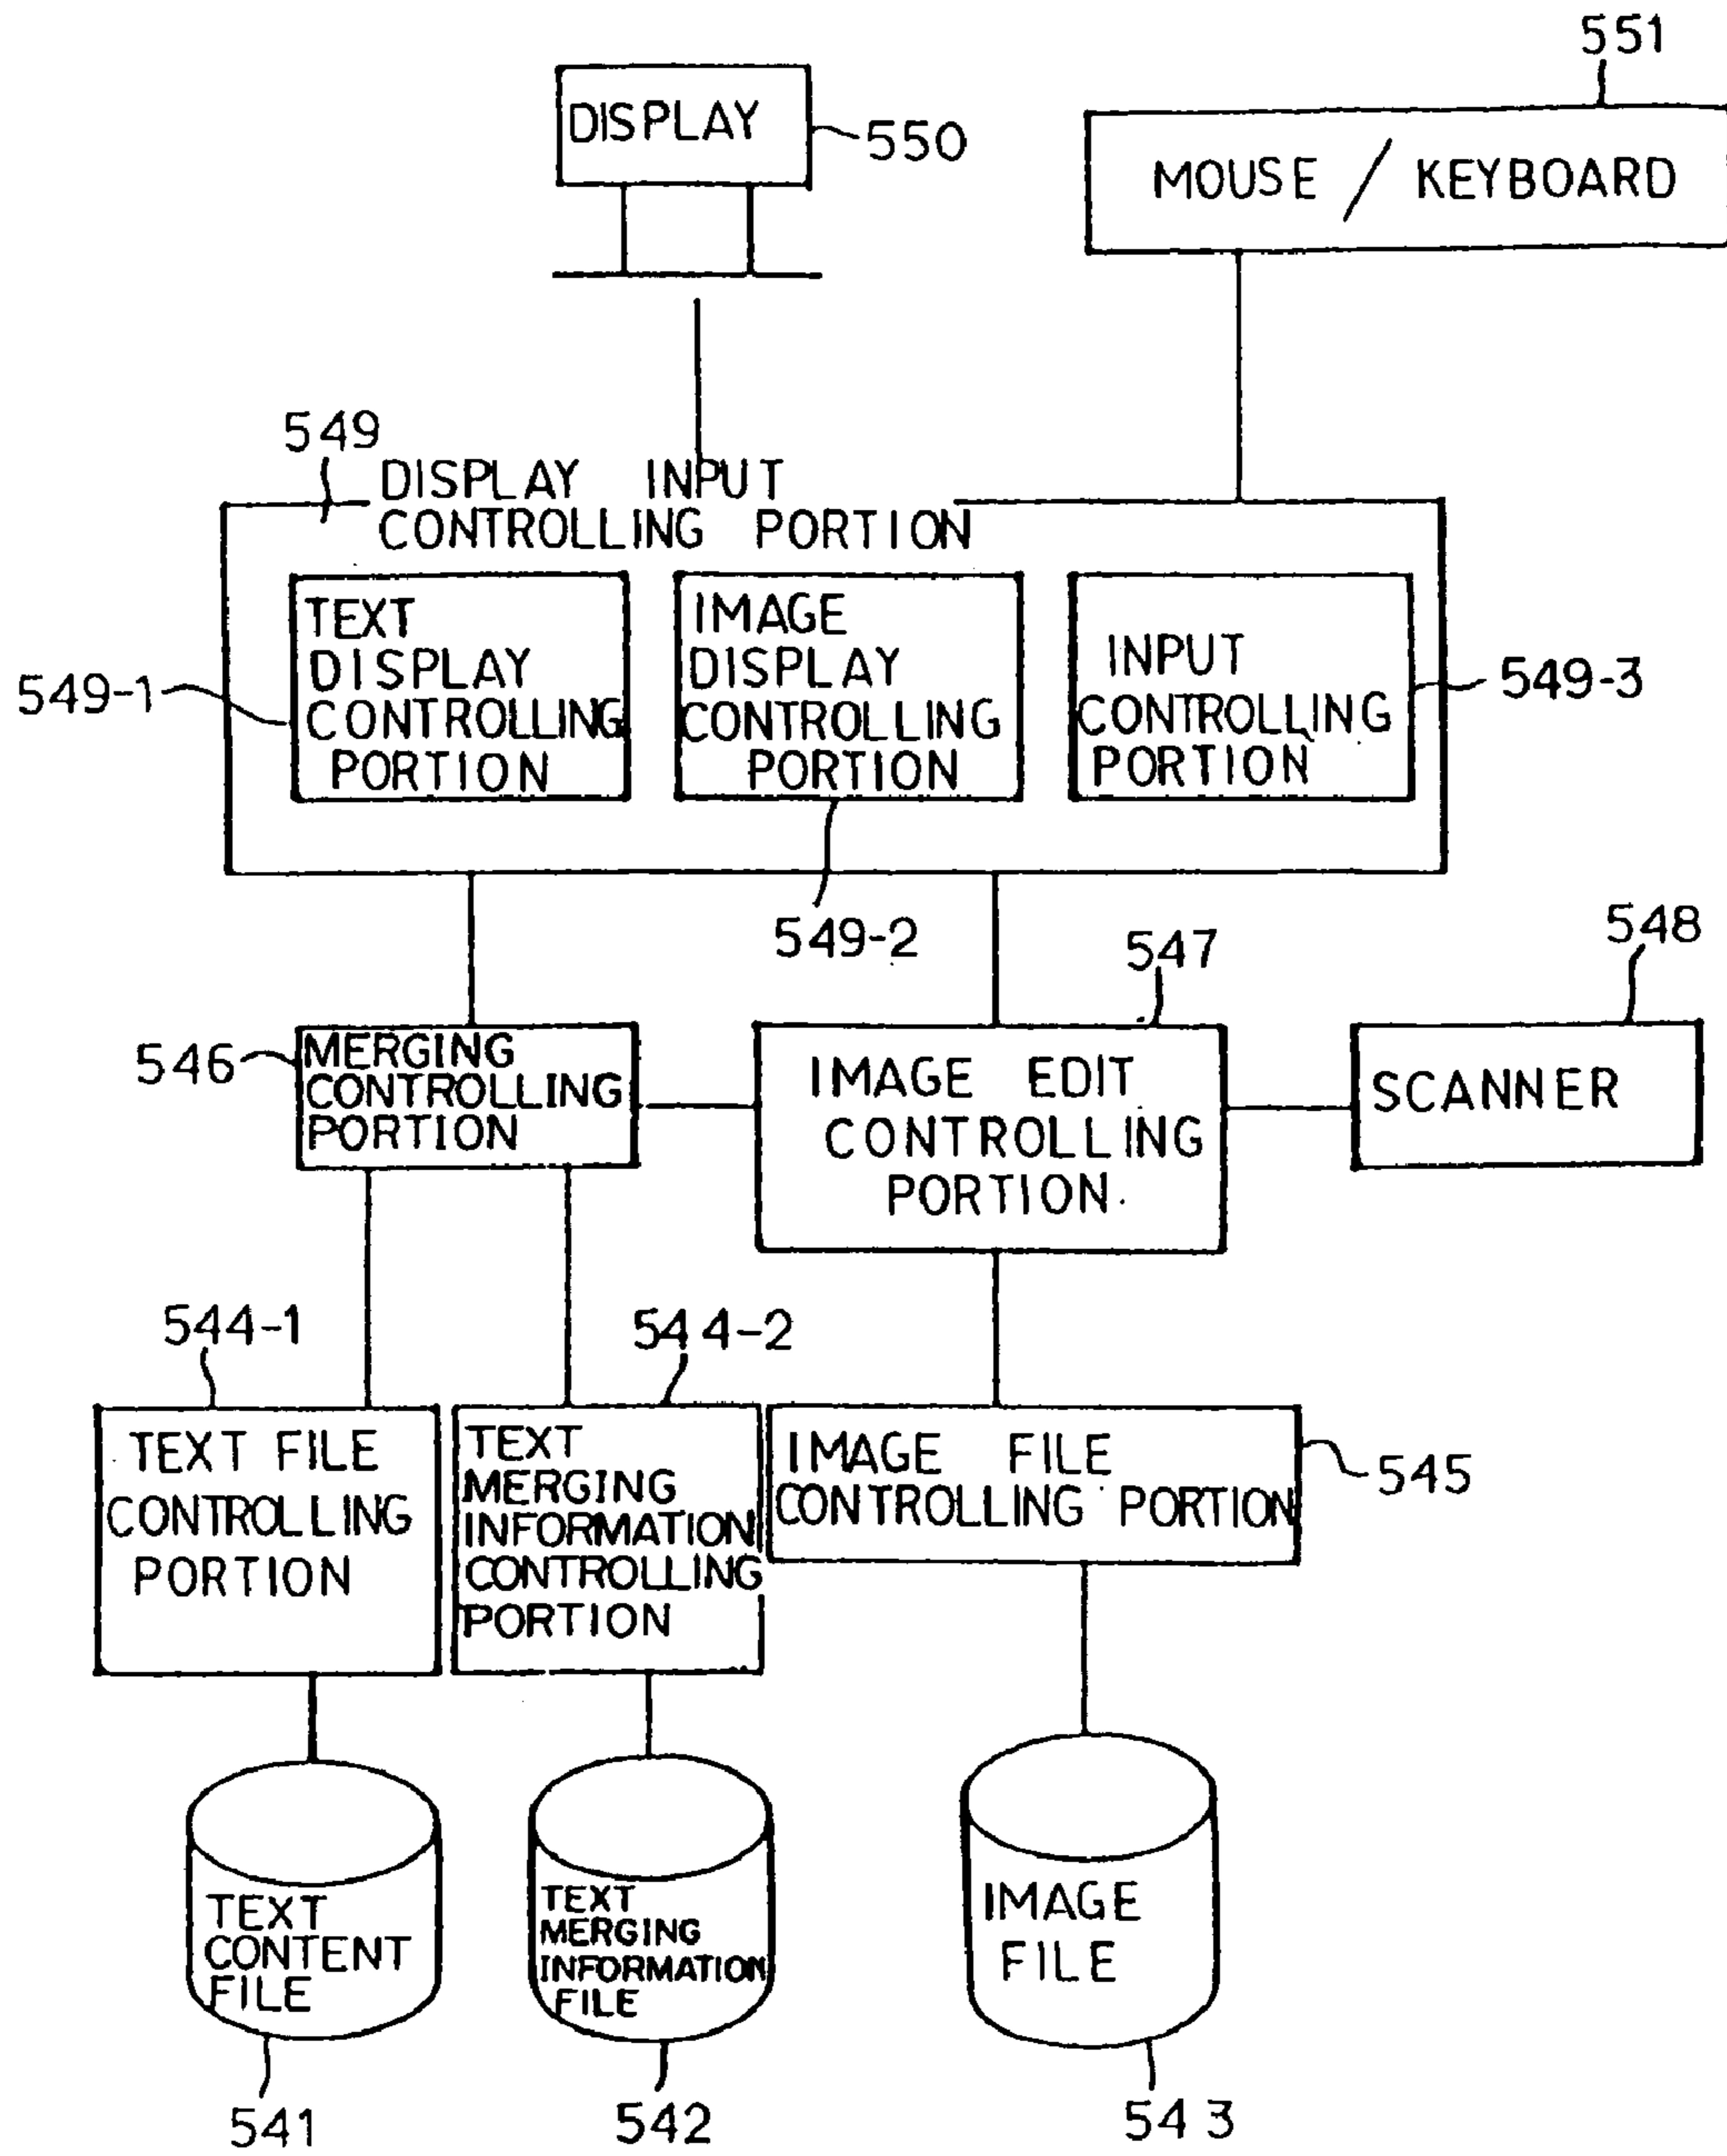 551
DISPLAY
550
MOUSE / KEYBOARD
549
DISPLAY INPUT
CONTROLLING PORTION
TEXT
DISPLAY
CONTROLLING
PORTION
549-1
IMAGE
DISPLAY
CONTROLLING
PORTION
549-2
INPUT
CONTROLLING
PORTION
549-3
546
MERGING
CONTROLLING
PORTION
547
IMAGE EDIT
CONTROLLING
PORTION
548
SCANNER
544-1
TEXT FILE
CONTROLLING
PORTION
544-2
TEXT
MERGING
INFORMATION
CONTROLLING
PORTION
IMAGE FILE
CONTROLLING PORTION
545
TEXT
CONTENT
FILE
541
TEXT
MERGING
INFORMATION
FILE
542
IMAGE
FILE
543